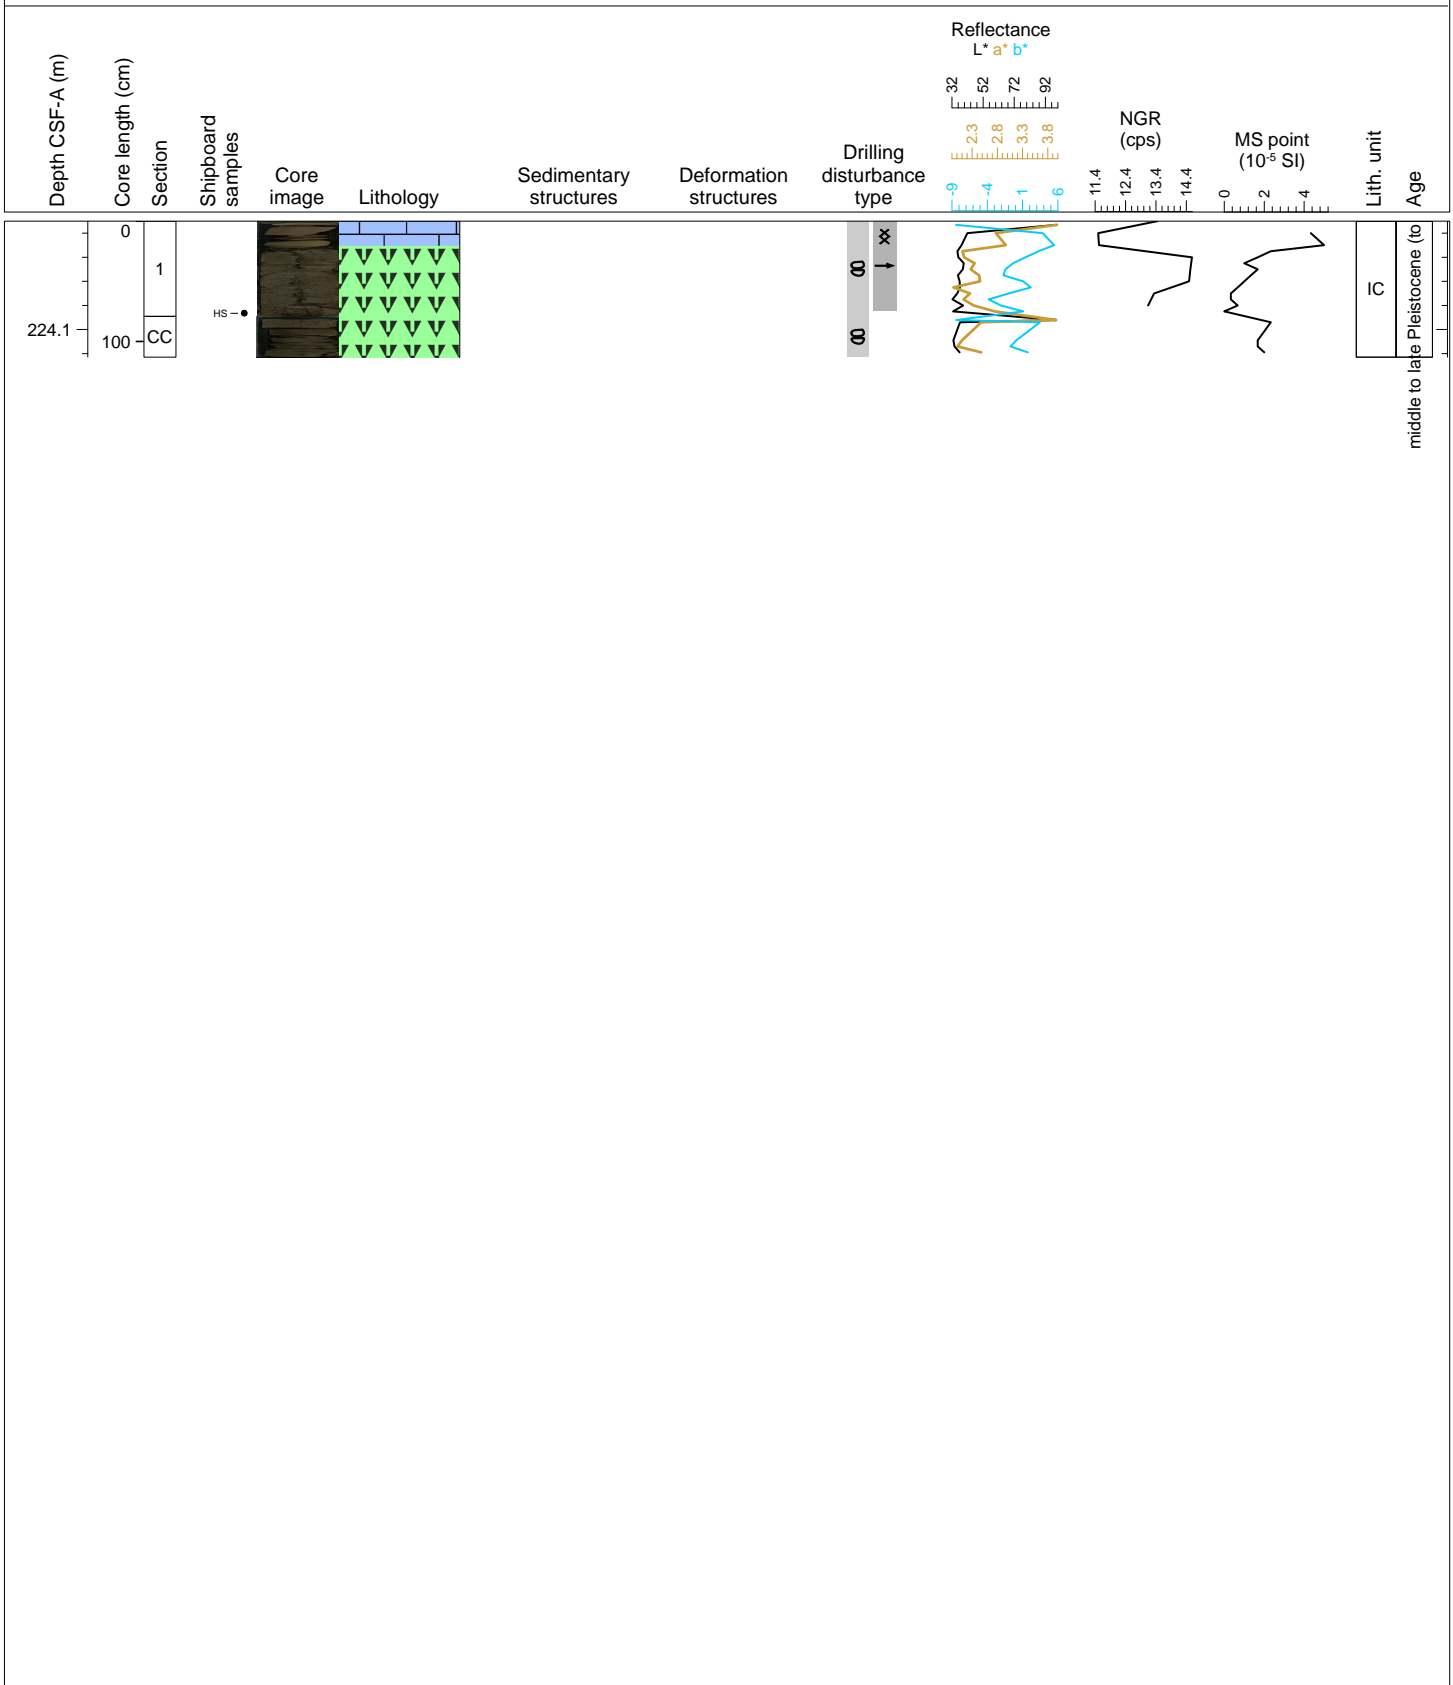 Depth CSF-A (m)
Core length (cm)
Section
Shipboard
samples
Core
image
Lithology
Sedimentary
structures
Deformation
structures
Drilling
disturbance
type
Reflectance
L* a* b*
32 52 72 92
2.3 2.8 3.3 3.8
-9 -4 1 6
NGR
(cps)
11.4 12.4 13.4 14.4
MS point
(10-5 SI)
0 2 4
Lith. unit
Age
0
1
HS
224.1
100
CC
IC
middle to late Pleistocene (to